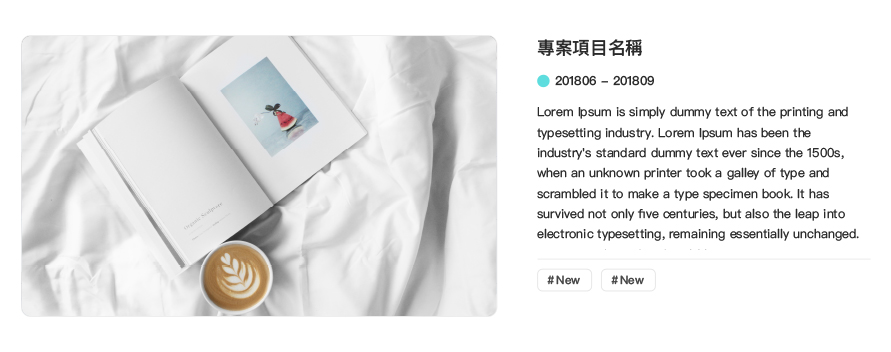 專案項目名稱
201806 – 201809
Lorem Ipsum is simply dummy text of the printing and
typesetting industry. Lorem Ipsum has been the
industry's standard dummy text ever since the 1500s,
when an unknown printer took a galley of type and
scrambled it to make a type specimen book. It has
survived not only five centuries, but also the leap into
electronic typesetting, remaining essentially unchanged.
#New #New